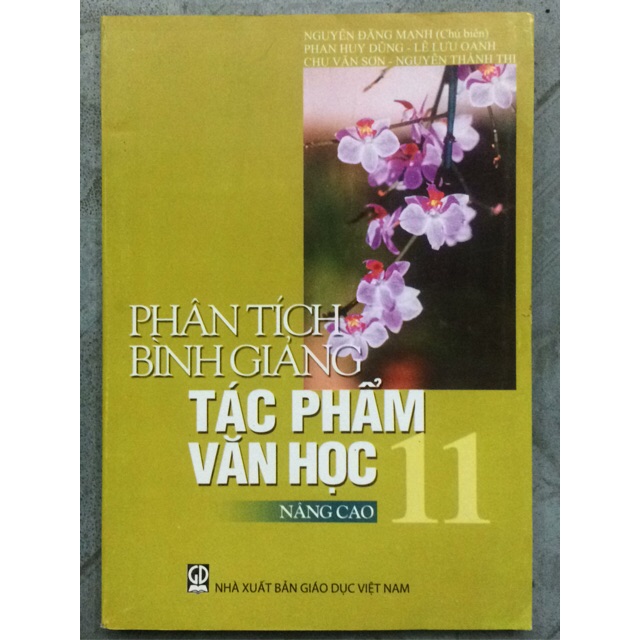 NGUYỄN ĐĂNG MẠNH (Chủ biên)
PHAN HUY DŨNG - LÊ LƯU OANH
CHU VĂN SƠN - NGUYỄN THÀNH THI
PHÂN TÍCH
BÌNH GIẢNG
TÁC PHẨM
VĂN HỌC 11
NÂNG CAO
GD
NHÀ XUẤT BẢN GIÁO DỤC VIỆT NAM